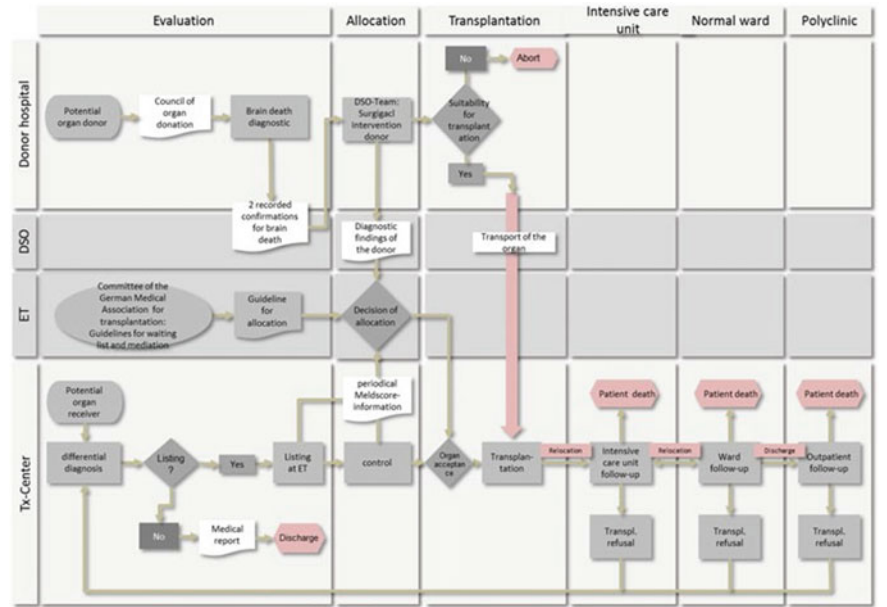 Evaluation
Allocation
Transplantation
Intensive care
unit
Normal ward
Polyclinic
Donor hospital
Potential
organ donor
Council of
organ
donation
Brain death
diagnostic
DSO-Team:
Surgigacl
intervention
donor
No
Abort
Suitability
for
transplant
ation
Yes
DSO
2 recorded
confirmations
for brain
death
Diagnostic
findings of
the donor
Transport of the
organ
ET
Committee of the
German Medical
Association for
transplantation:
Guidelines for waiting
list and mediation
Guideline
for
allocation
Decision of
allocation
Tx-Center
Potential
organ
receiver
periodical
Meldscore-
information
Patient death
Patient death
Patient death
differential
diagnosis
Listing
?
Yes
Listing
at ET
control
Organ
acceptan
ce
Transplan-
tation
Relocation
Intensive
care unit
follow-up
Relocation
Ward
follow-up
Discharge
Outpatient
follow-up
No
Medical
report
Discharge
Transpl.
refusal
Transpl.
refusal
Transpl.
refusal